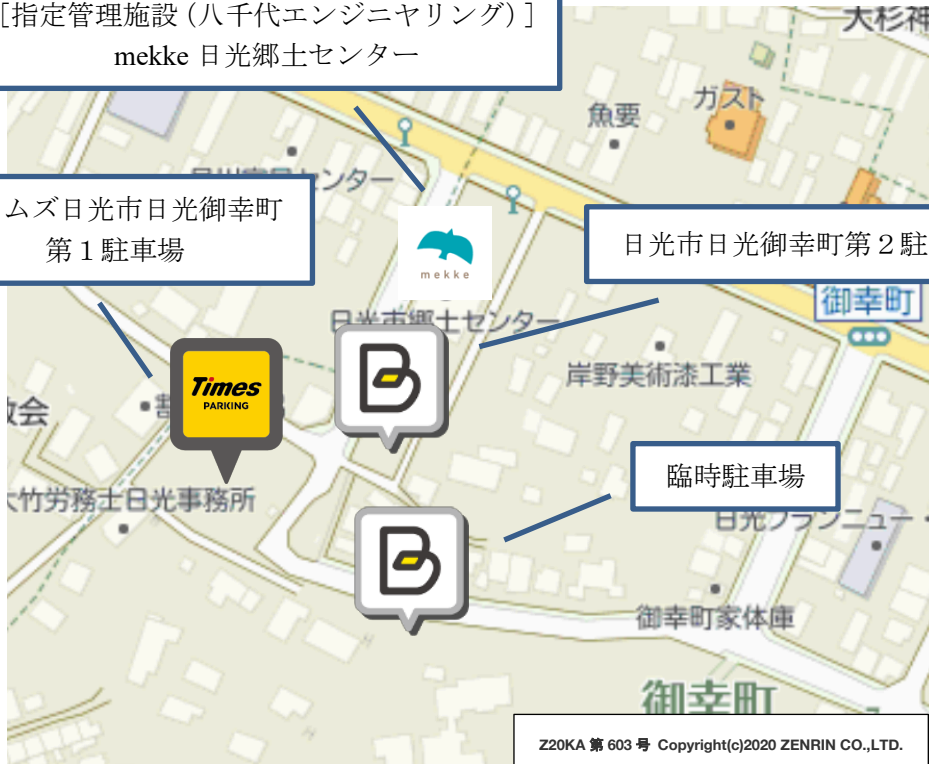 [指定管理施設（八千代エンジニヤリング）]
mekke 日光郷土センター
大杉神
ガスト
魚要
センター
ムズ日光市日光御幸町
第１駐車場
mekke
日光市日光御幸町第２駐
御幸町
日光市郷土センター
岸野美術漆工業
Times
PARKING
教会
B
臨時駐車場
竹労務士日光事務所
日光ブランニュー・
B
御幸町家体庫
御幸町
Z20KA 第 603 号 Copyright(c)2020 ZENRIN CO.,LTD.